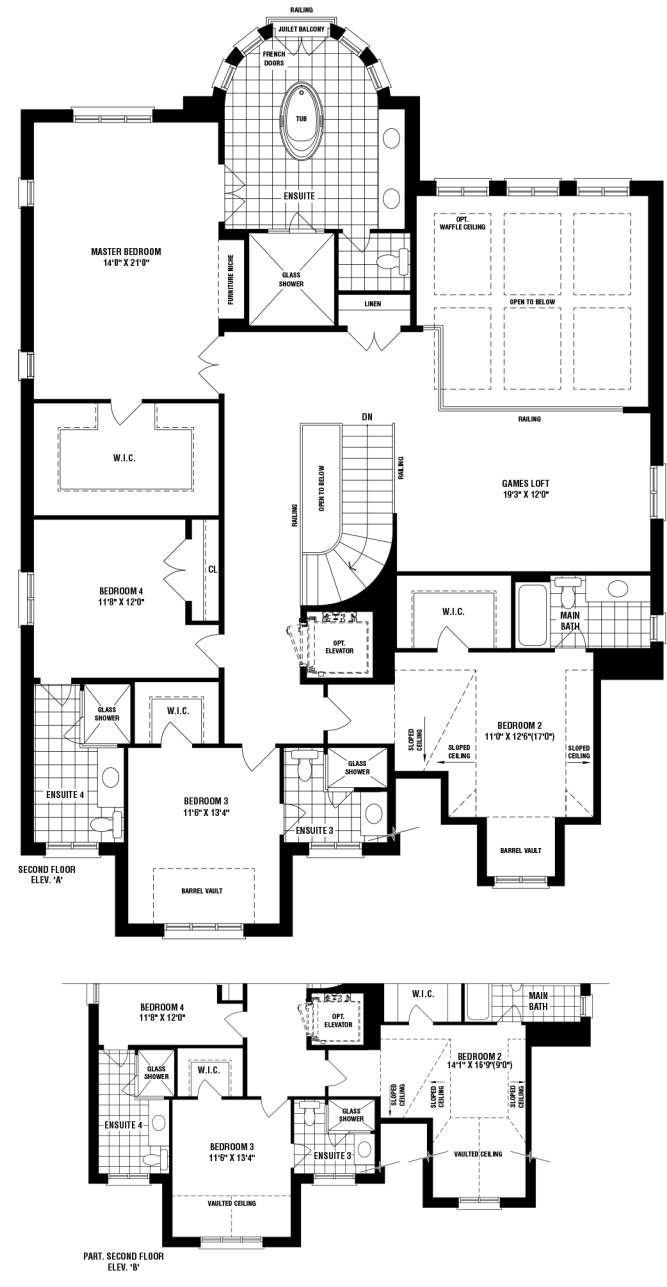 RAILING
JUILET BALCONY
FRENCH
DOORS
TUB
ENSUITE
OPT.
WAFFLE CEILING
MASTER BEDROOM
14'0" X 21'0"
FURNITURE NICHE
GLASS
SHOWER
LINEN
OPEN TO BELOW
RAILING
DN
W.I.C.
OPEN TO BELOW
RAILING
RAILING
GAMES LOFT
19'3" X 12'0"
CL
BEDROOM 4
11'8" X 12'0"
W.I.C.
MAIN
BATH
OPT.
ELEVATOR
GLASS
SHOWER
W.I.C.
BEDROOM 2
11'0" X 12'6"(17'0")
SLOPED
CEILING
SLOPED
CEILING
SLOPED
CEILING
GLASS
SHOWER
ENSUITE 4
BEDROOM 3
11'6" X 13'4"
ENSUITE 3
BARREL VAULT
BARREL VAULT
SECOND FLOOR
ELEV. 'A'
BEDROOM 4
11'8" X 12'0"
W.I.C.
MAIN
BATH
OPT.
ELEVATOR
GLASS
SHOWER
W.I.C.
BEDROOM 2
14'1" X 16'9"(9'0")
SLOPED
CEILING
SLOPED
CEILING
SLOPED
CEILING
GLASS
SHOWER
ENSUITE 4
BEDROOM 3
11'6" X 13'4"
ENSUITE 3
VAULTED CEILING
VAULTED CEILING
PART. SECOND FLOOR
ELEV. 'B'